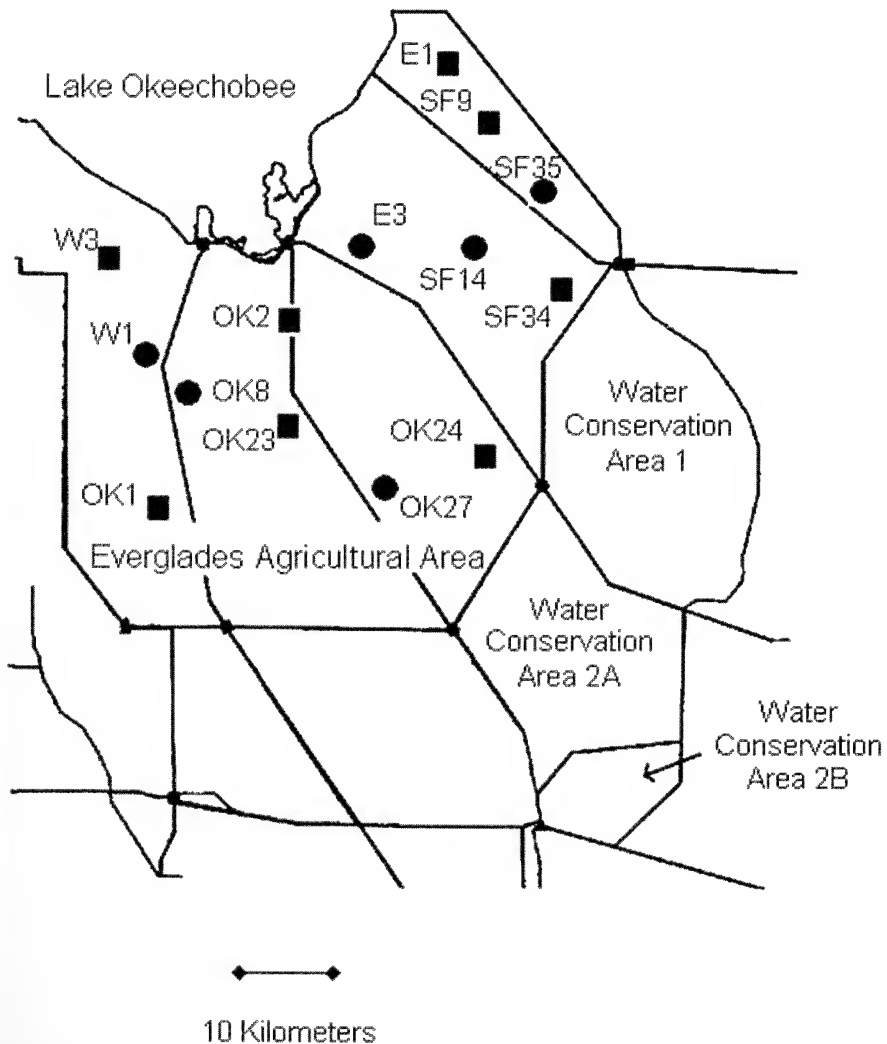 E1
Lake Okeechobee
SF9
SF35
W3
E3
SF14
OK2
SF34
W1
OK8
OK23
OK24
Water
Conservation
Area 1
OK1
OK27
Everglades Agricultural Area
Water
Conservation
Area 2A
Water
Conservation
Area 2B
10 Kilometers